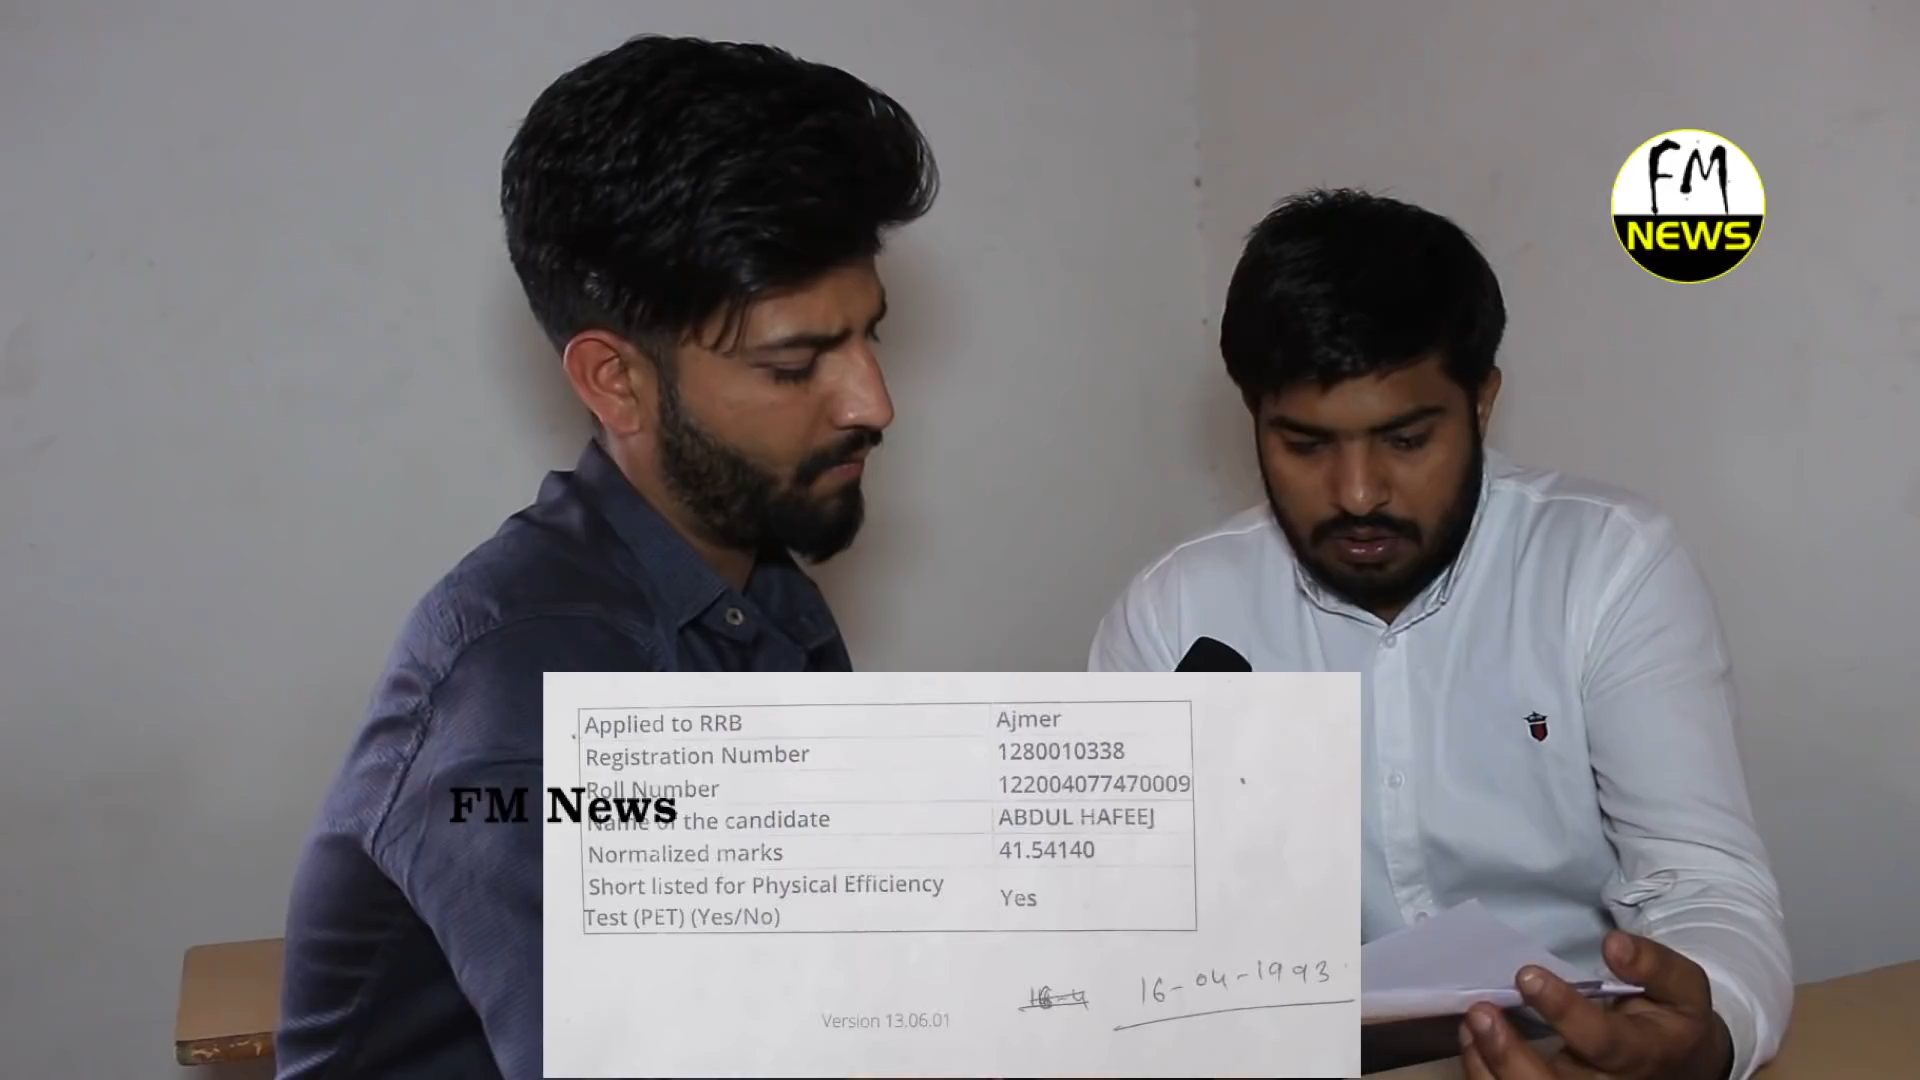 FM
NEWS
Applied to RRB Ajmer
Registration Number 1280010338
Roll Number 122004077470009
FM News
Name of the candidate ABDUL HAFEEJ
Normalized marks 41.54140
Short listed for Physical Efficiency
Test (PET) (Yes/No) Yes
16-4
16-04-1993
Version 13.06.01